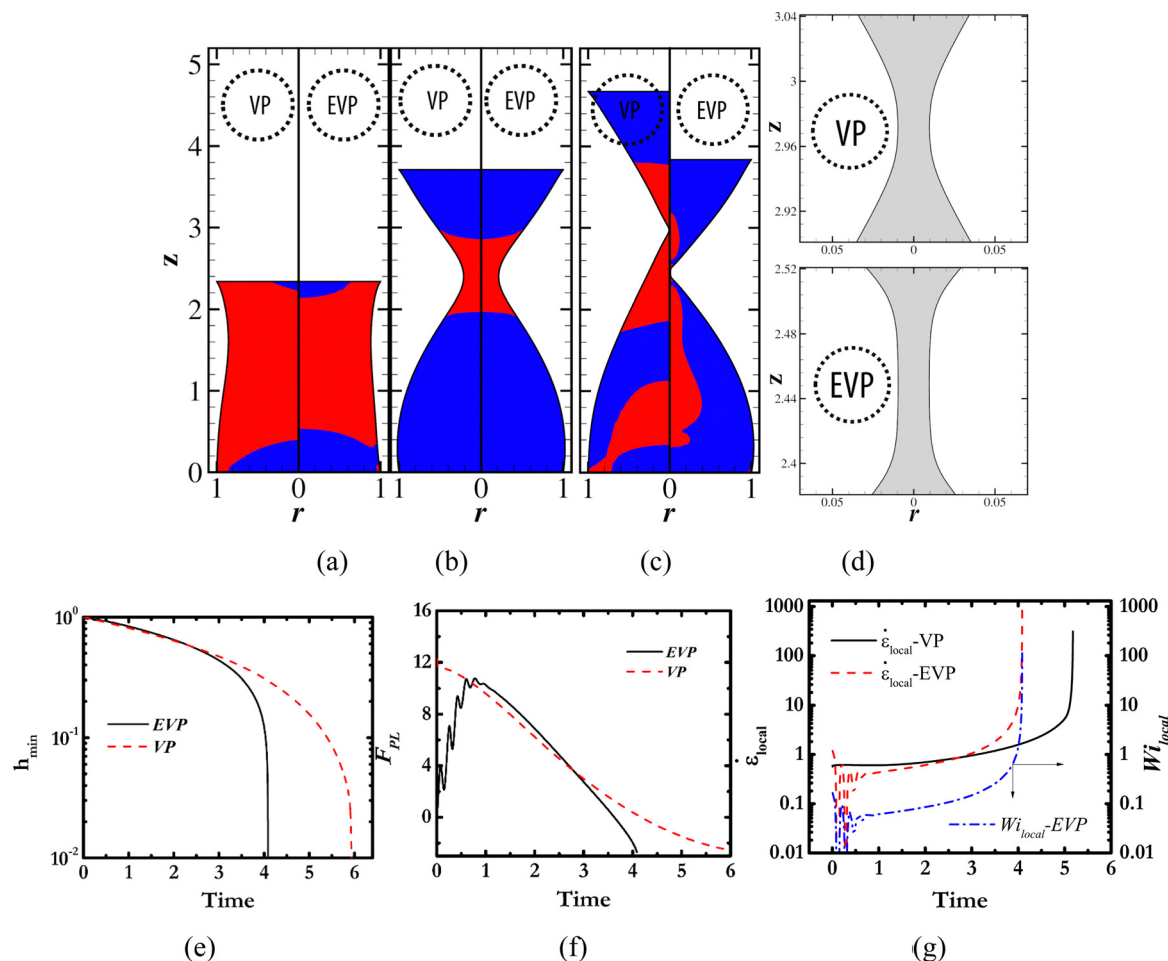 5
4
3
2
1
0
z
VP
EVP
1
0
1
r
VP
EVP
1
0
1
r
VP
EVP
1
0
1
r
3.04
3
2.96
2.92
z
VP
0.05
0
0.05
2.52
2.48
2.44
2.4
z
EVP
0.05
0
r
0.05
(a)
(b)
(c)
(d)
10⁰
10⁻¹
10⁻²
h_min
EVP
VP
0
1
2
3
4
5
6
Time
(e)
16
12
8
4
0
F_PL
EVP
VP
0
1
2
3
4
5
6
Time
(f)
1000
100
10
1
0.1
0.01
ε̇_local
ε̇_local-VP
ε̇_local-EVP
Wi_local-EVP
1000
100
10
1
0.1
0.01
Wi_local
0
1
2
3
4
5
6
Time
(g)